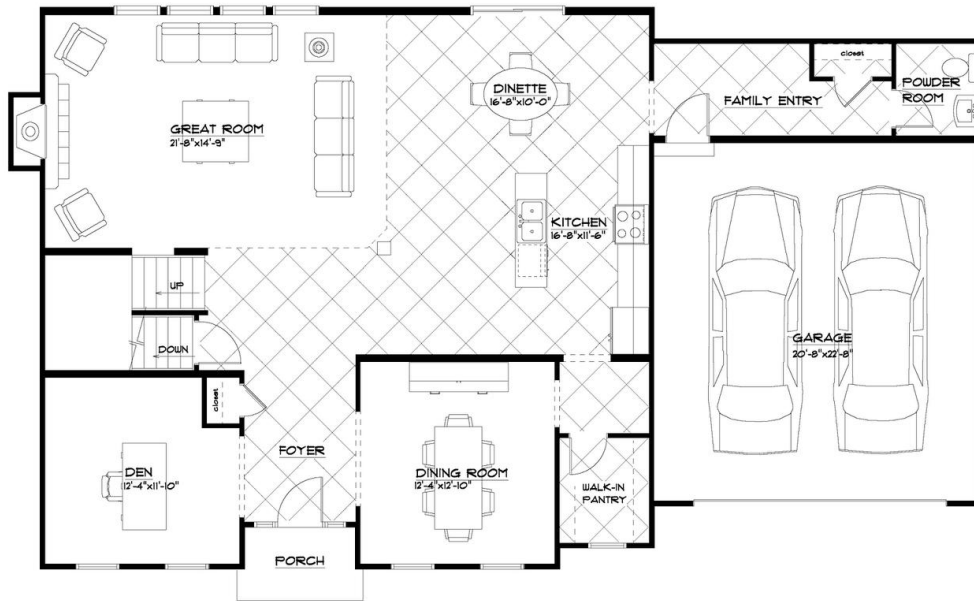 closet
POWDER
ROOM
DINETTE
16'-8"x10'-0"
FAMILY ENTRY
GREAT ROOM
21'-8"x14'-9"
KITCHEN
16'-8"x11'-6"
UP
DOWN
GARAGE
20'-8"x22'-8"
closet
FOYER
DEN
12'-4"x11'-10"
DINING ROOM
12'-4"x12'-10"
WALK-IN
PANTRY
PORCH